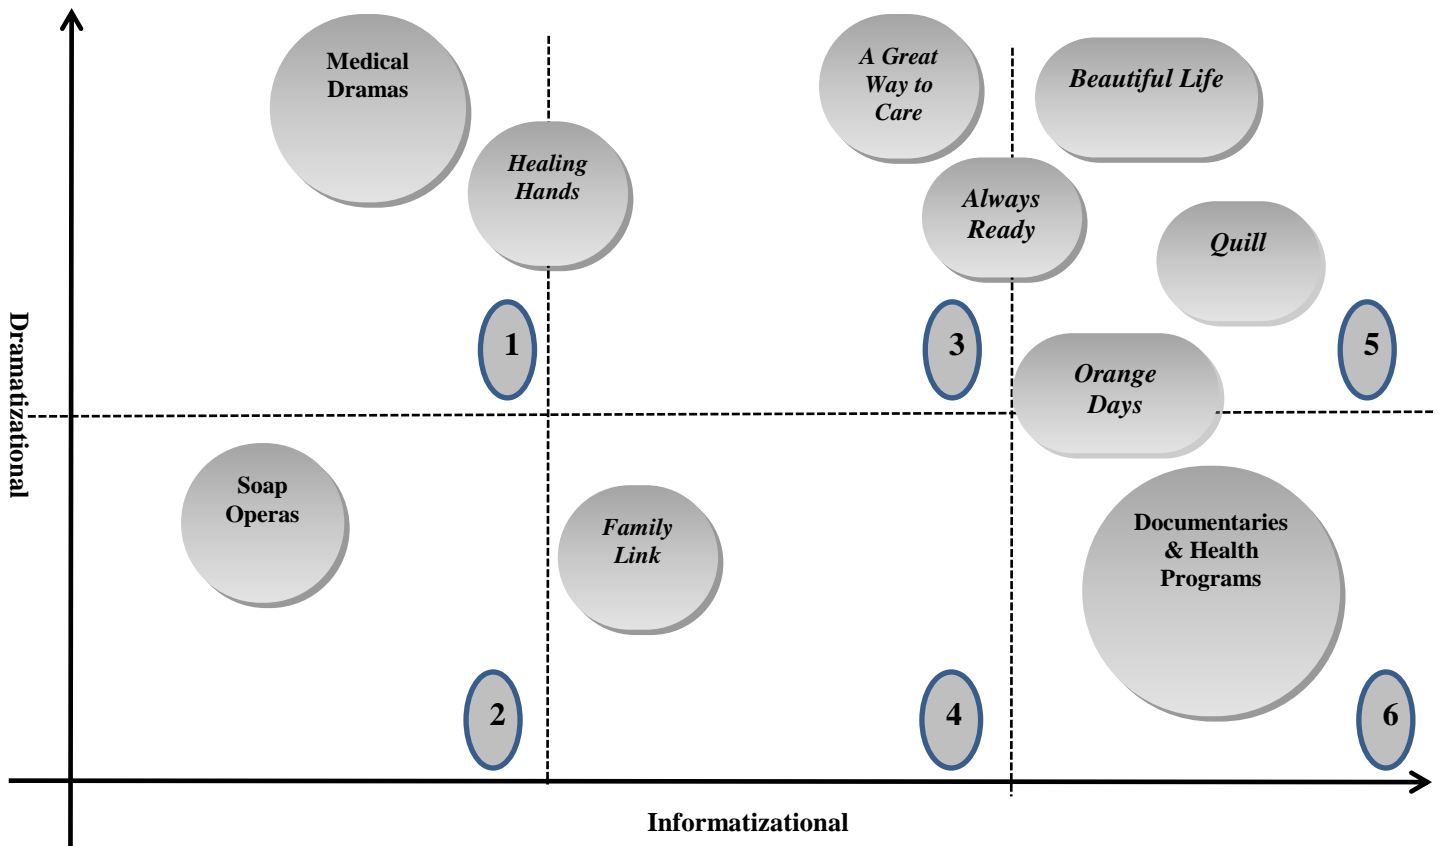 Medical
Dramas
A Great
Way to
Care
Beautiful Life
Healing
Hands
Always
Ready
Quill
1
3
5
Dramatizational
Orange
Days
Soap
Operas
Family
Link
Documentaries
& Health
Programs
2
4
6
Informatizational